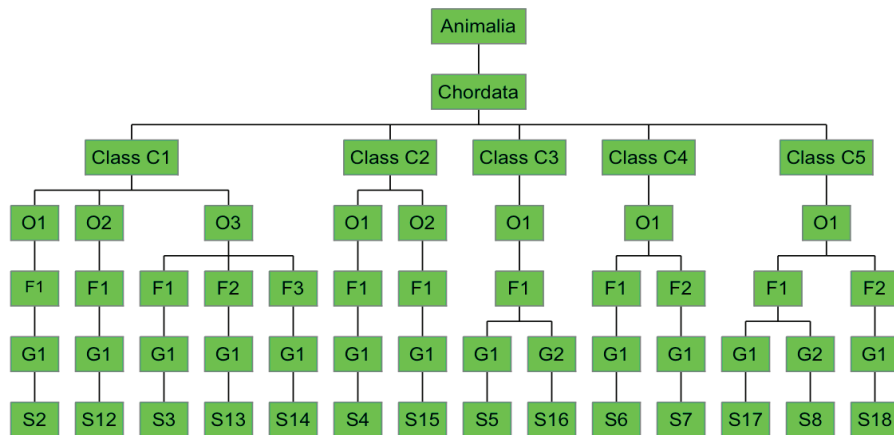 Animalia
Chordata
Class C1 Class C2 Class C3 Class C4 Class C5
O1 O2 O3 O1 O2 O1 O1 O1
F1 F1 F1 F2 F3 F1 F1 F1 F1 F2 F1 F2
G1 G1 G1 G1 G1 G1 G1 G1 G2 G1 G1 G1 G2 G1
S2 S12 S3 S13 S14 S4 S15 S5 S16 S6 S7 S17 S8 S18